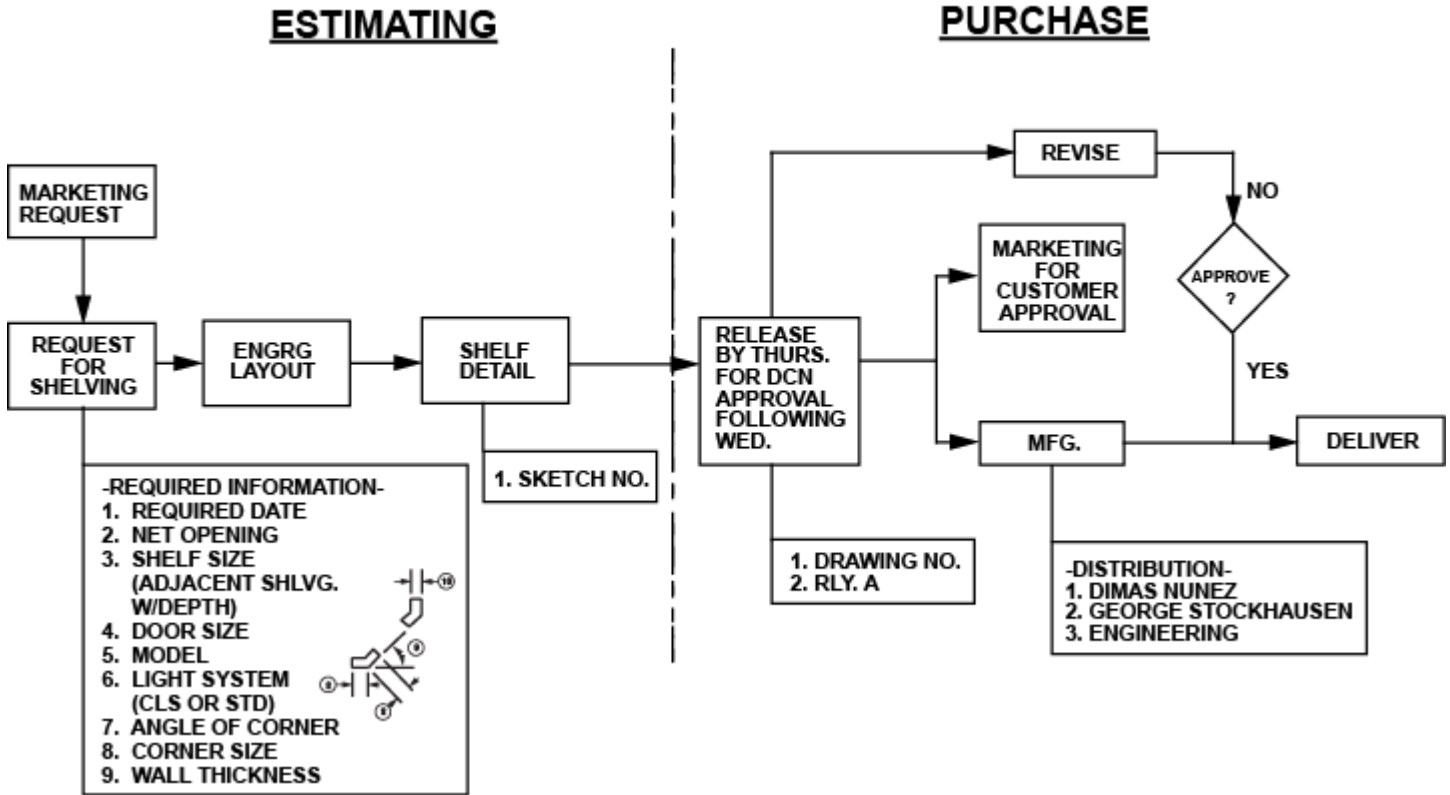 ESTIMATING
PURCHASE
MARKETING
REQUEST
REQUEST
FOR
SHELVING
ENGRG
LAYOUT
SHELF
DETAIL
1. SKETCH NO.
-REQUIRED INFORMATION-
1. REQUIRED DATE
2. NET OPENING
3. SHELF SIZE
(ADJACENT SHLVG.
W/DEPTH)
4. DOOR SIZE
5. MODEL
6. LIGHT SYSTEM
(CLS OR STD)
7. ANGLE OF CORNER
8. CORNER SIZE
9. WALL THICKNESS
RELEASE
BY THURS.
FOR DCN
APPROVAL
FOLLOWING
WED.
1. DRAWING NO.
2. RLY. A
REVISE
NO
APPROVE
?
YES
MARKETING
FOR
CUSTOMER
APPROVAL
MFG.
DELIVER
-DISTRIBUTION-
1. DIMAS NUNEZ
2. GEORGE STOCKHAUSEN
3. ENGINEERING